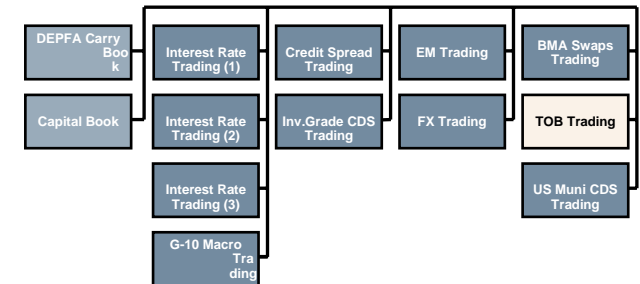 DEPFA Carry
Boo
k
Interest Rate
Trading (1)
Credit Spread
Trading
EM Trading
BMA Swaps
Trading
Capital Book
Interest Rate
Trading (2)
Inv.Grade CDS
Trading
FX Trading
TOB Trading
Interest Rate
Trading (3)
US Muni CDS
Trading
G-10 Macro
Tra
ding